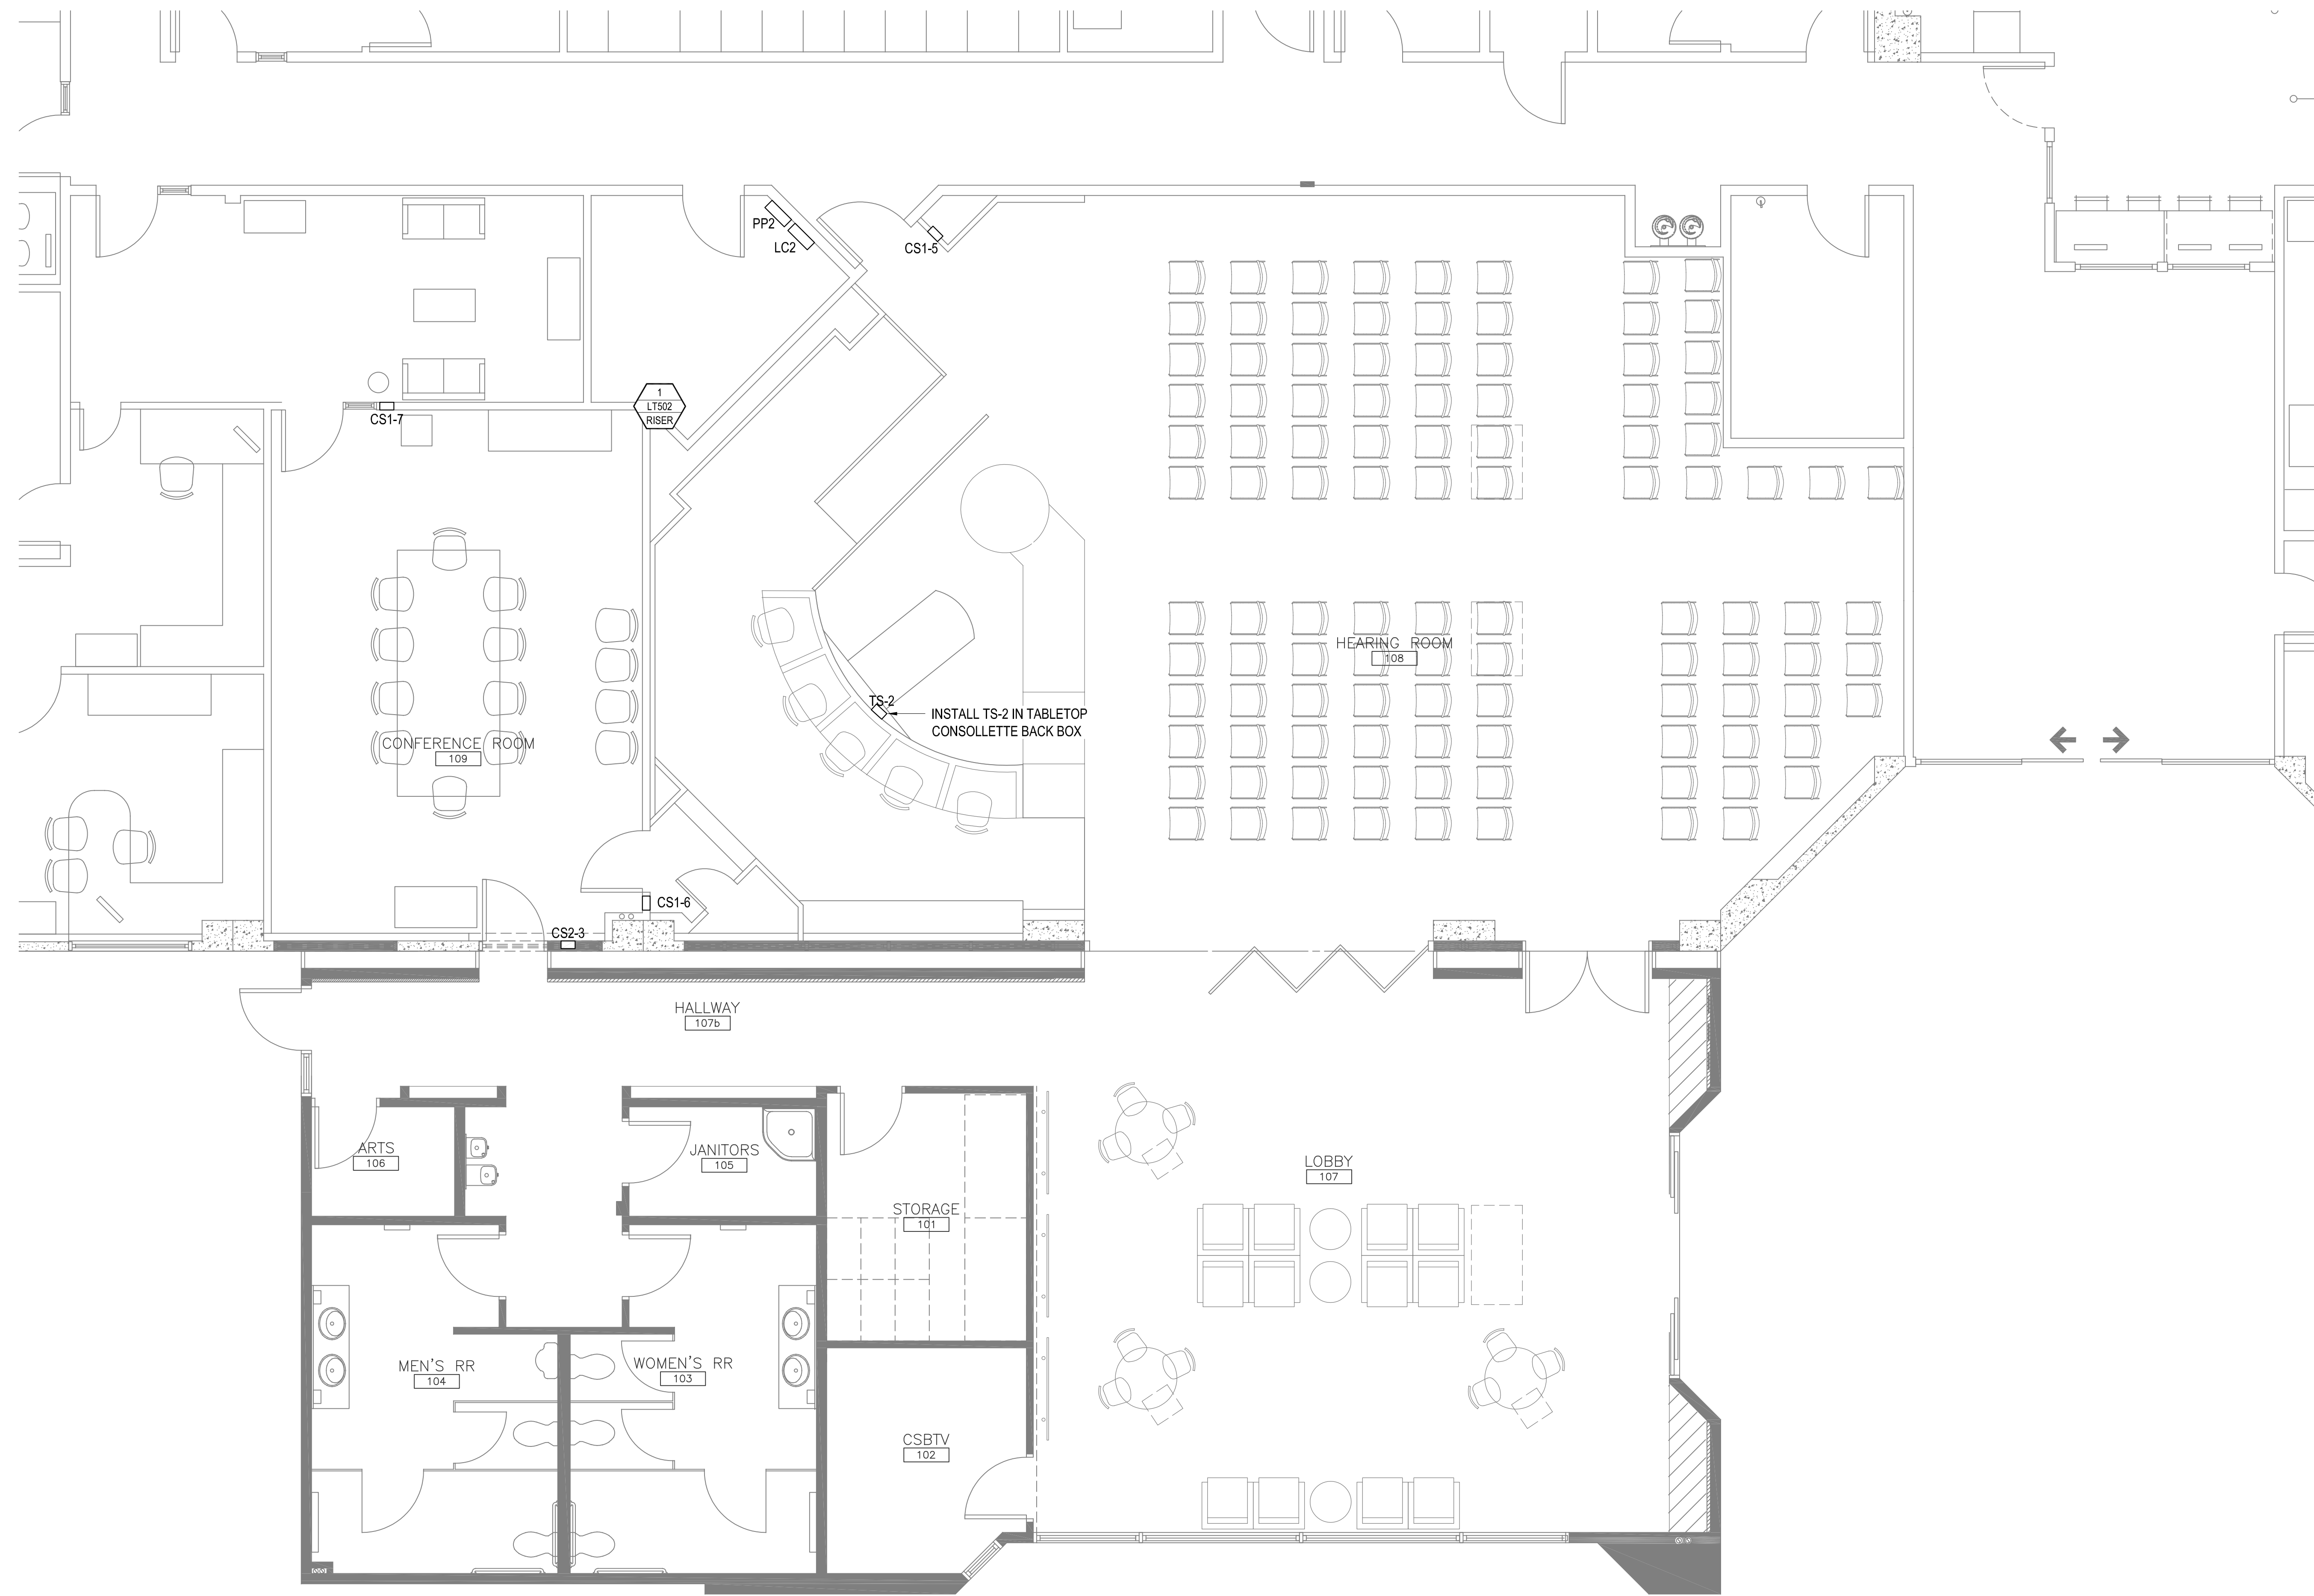 PP2
LC2
CS1-5
1
LT502
RISER
CS1-7
HEARING ROOM
108
TS-2
INSTALL TS-2 IN TABLETOP
CONSOLLETTE BACK BOX
CONFERENCE ROOM
109
CS1-6
CS2-3
HALLWAY
107b
ARTS
106
JANITORS
105
LOBBY
107
STORAGE
101
MEN'S RR
104
WOMEN'S RR
103
CSBTV
102